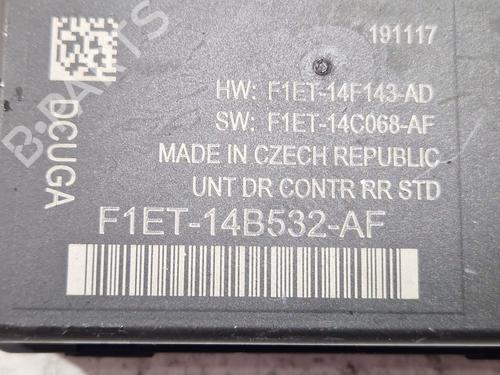 191117
HW: F1ET-14F143-AD
SW: F1ET-14C068-AF
DCUGA
MADE IN CZECH REPUBLIC
UNT DR CONTR RR STD
F1ET-14B532-AF
B-PARTS